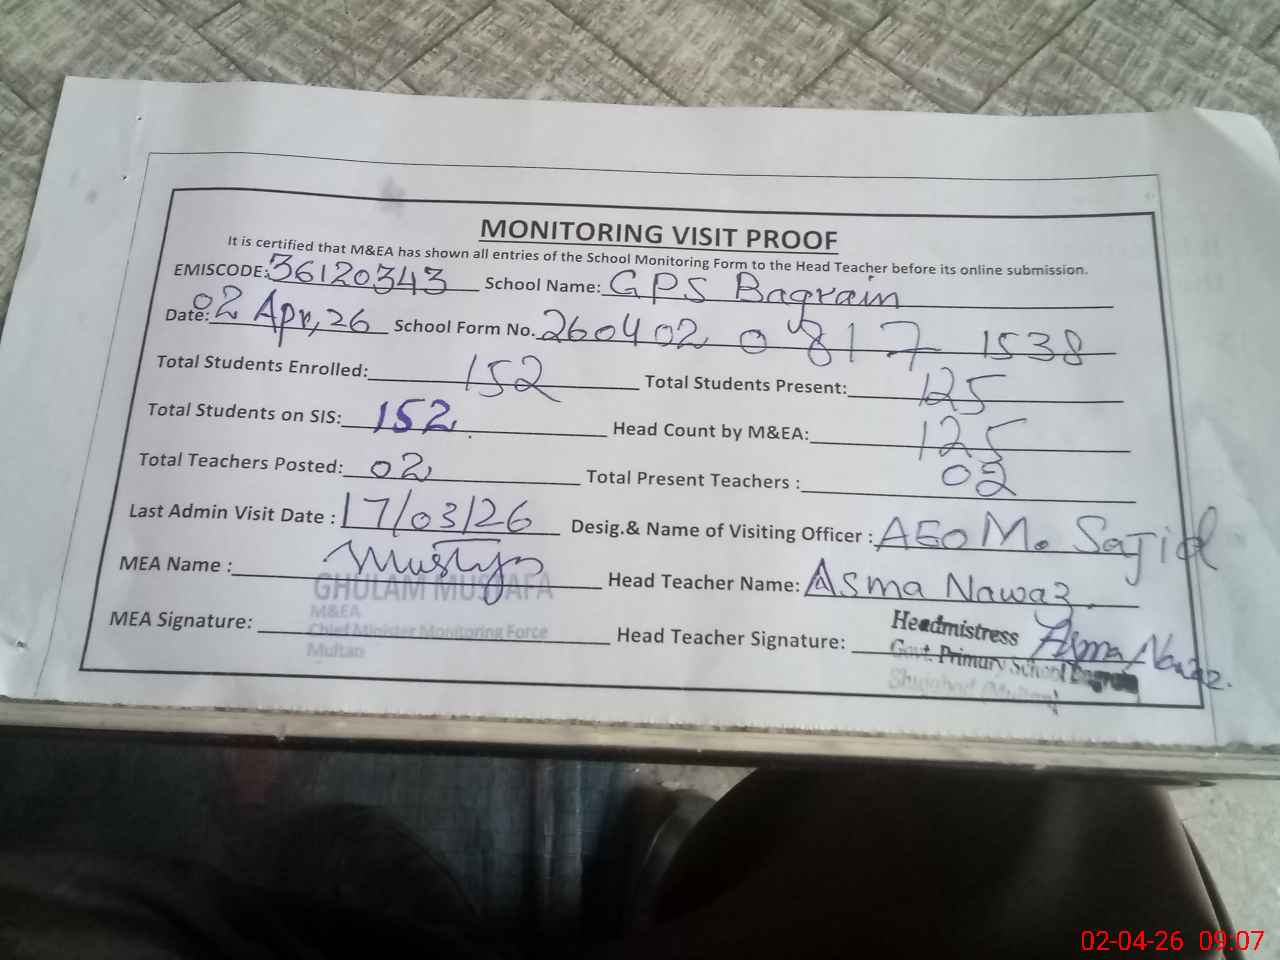 MONITORING VISIT PROOF
It is certified that M&EA has shown all entries of the School Monitoring Form to the Head Teacher before its online submission.
EMISCODE: 36120343 School Name: GPS Bagrain
Date: 02 Apr, 26 School Form No. 260402 0817 1538
Total Students Enrolled: 152 Total Students Present: 125
Total Students on SIS: 152 Head Count by M&EA: 125
Total Teachers Posted: 02 Total Present Teachers : 02
Last Admin Visit Date : 17/03/26 Desig.& Name of Visiting Officer : AEO M. Sajid
MEA Name : Head Teacher Name: Asma Nawaz
GHULAM MUSTAFA
M&EA
Chief Minister Monitoring Force
Multan
MEA Signature: Head Teacher Signature: Asma Nawaz.
Headmistress
Govt. Primary School Bagrain
02-04-26 09:07